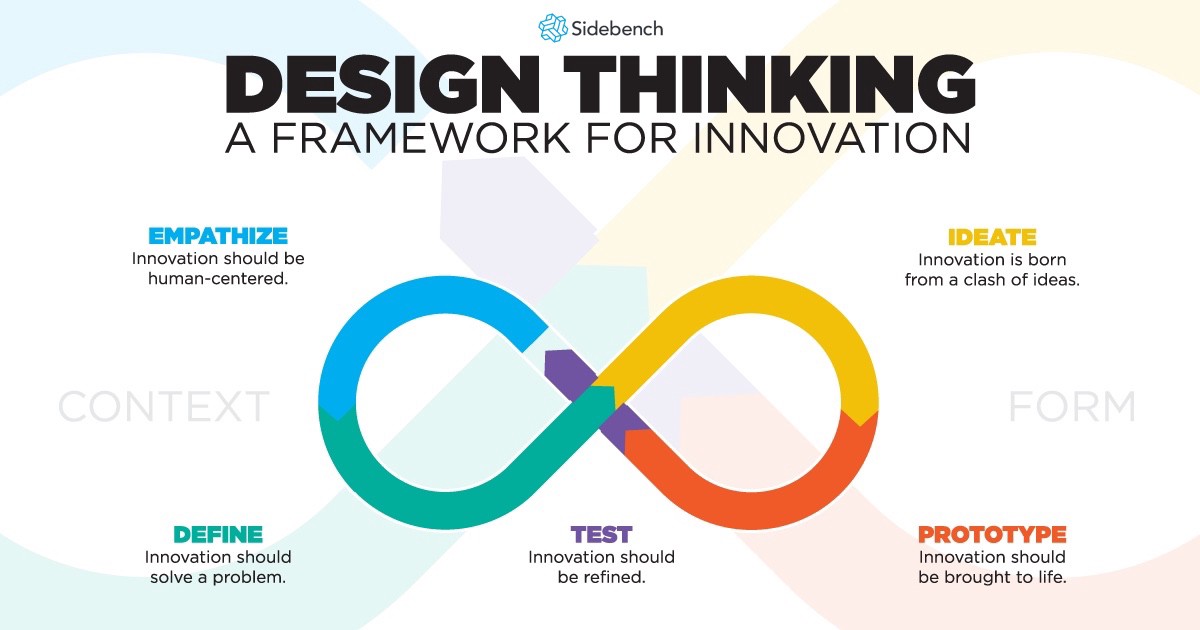 Sidebench
DESIGN THINKING
A FRAMEWORK FOR INNOVATION
EMPATHIZE
Innovation should be
human-centered.
IDEATE
Innovation is born
from a clash of ideas.
CONTEXT
FORM
DEFINE
Innovation should
solve a problem.
TEST
Innovation should
be refined.
PROTOTYPE
Innovation should
be brought to life.